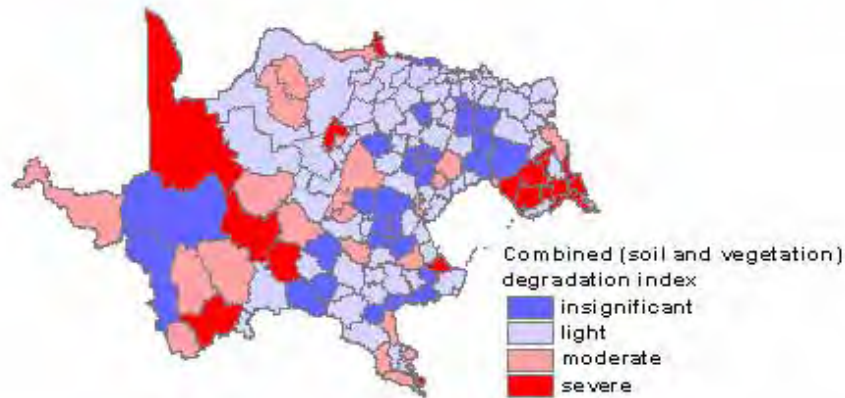 Combined (soil and vegetation)
degradation index
insignificant
light
moderate
severe